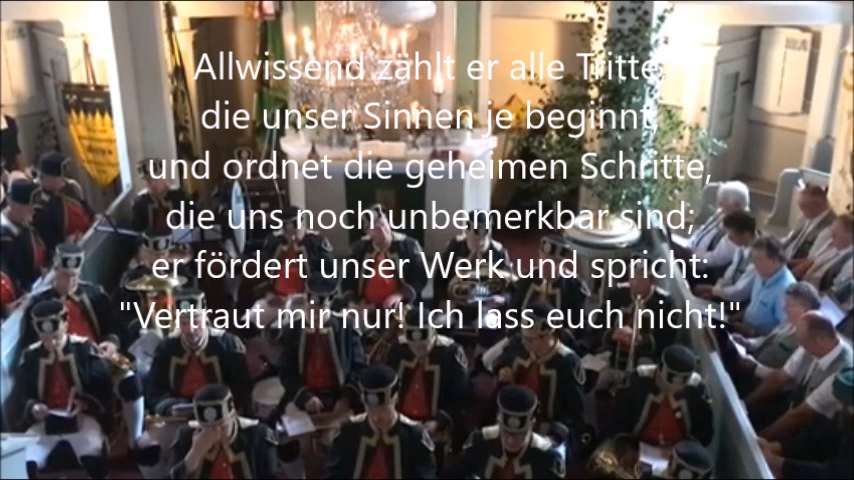 Allwissend zählt er alle Tritte,
die unser Sinnen je beginnt,
und ordnet die geheimen Schritte,
die uns noch unbemerkbar sind;
er fördert unser Werk und spricht:
"Vertraut mir nur! Ich lass euch nicht!"